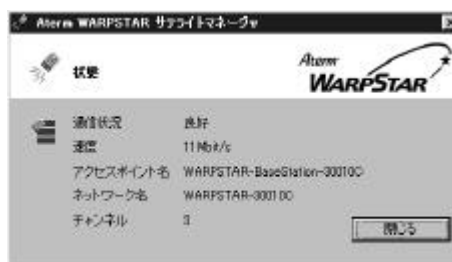 Aterm WARPSTAR サテライトマネージャ
状態
Aterm
WARPSTAR
通信状況 良好
速度 11Mbit/s
アクセスポイント名 WARPSTAR-BaseStation-30010C
ネットワーク名 WARPSTAR-30010C
チャンネル 3
閉じる